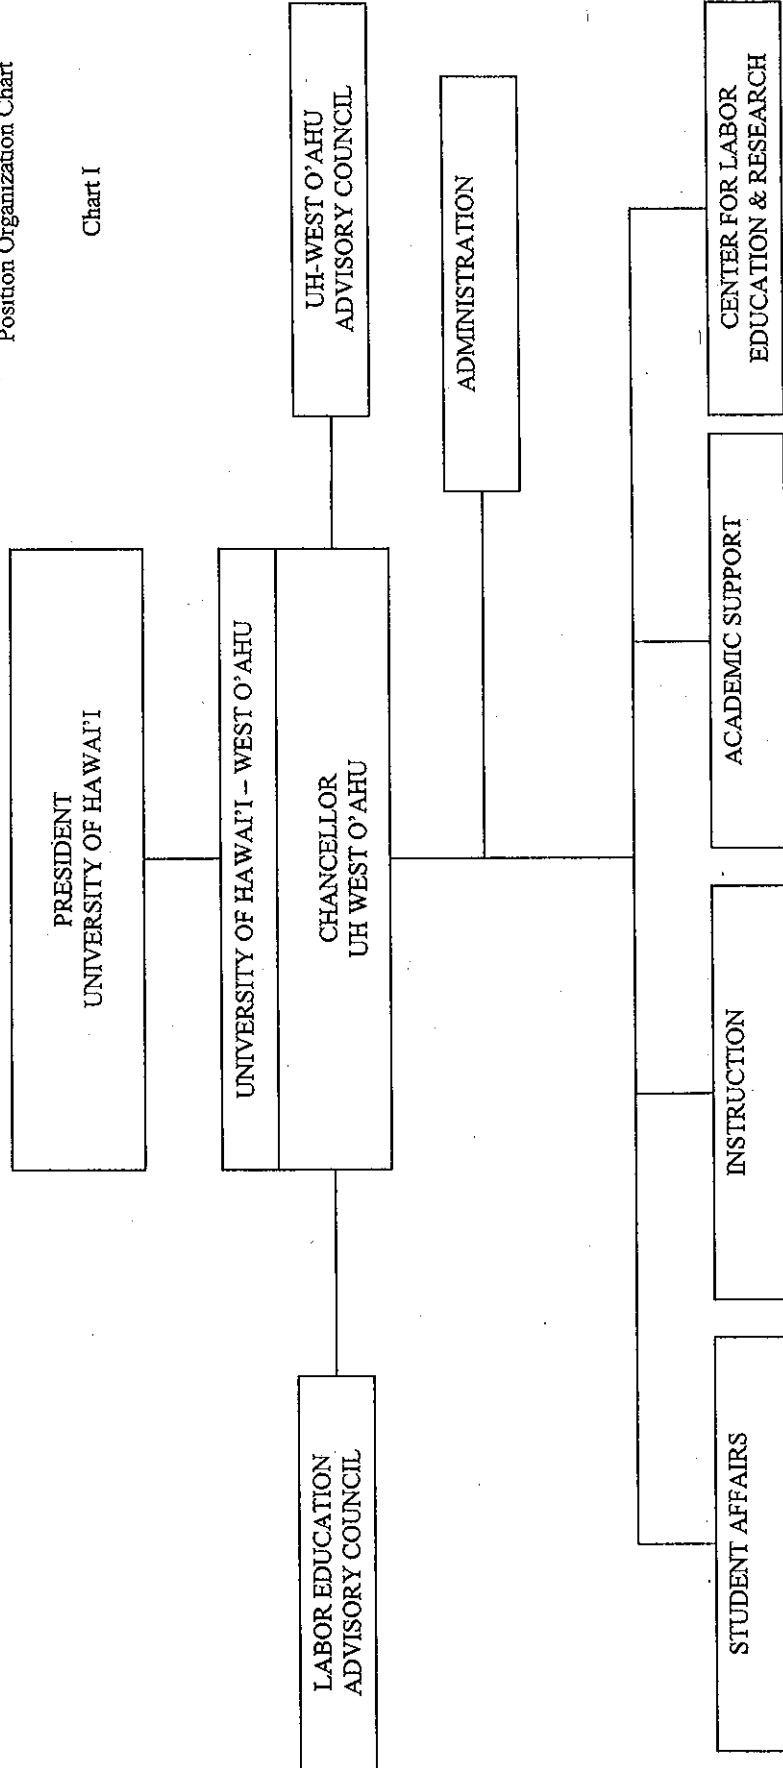 Position Organization Chart
Chart I
PRESIDENT
UNIVERSITY OF HAWAI'I
UNIVERSITY OF HAWAI'I – WEST O'AHU
CHANCELLOR
UH WEST O'AHU
LABOR EDUCATION
ADVISORY COUNCIL
UH-WEST O'AHU
ADVISORY COUNCIL
ADMINISTRATION
STUDENT AFFAIRS
INSTRUCTION
ACADEMIC SUPPORT
CENTER FOR LABOR
EDUCATION & RESEARCH